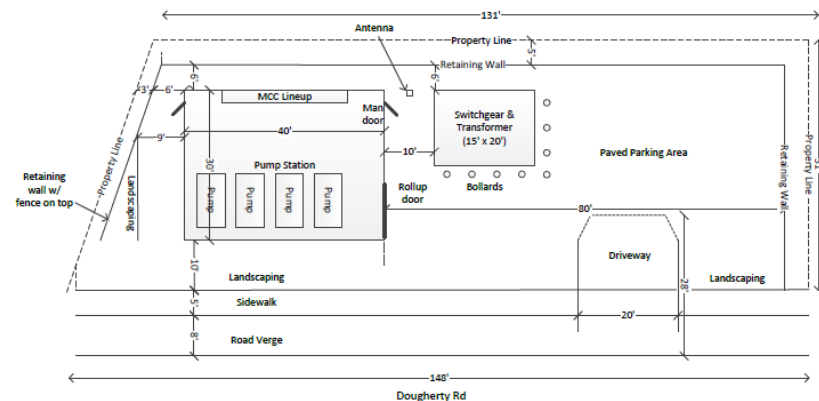 131'
Antenna
Property Line
5'
Retaining Wall
6'
6'
3'
6'
MCC Lineup
Man
door
Switchgear &
Transformer
(15' x 20')
40'
9'
10'
Paved Parking Area
Property Line
Retaining
wall w/
fence on top
Landscaping
30'
Pump Station
Pump
Pump
Pump
Pump
Rollup
door
Bollards
80'
Retaining Wall
Property Line
10'
Landscaping
Driveway
Landscaping
28'
5'
Sidewalk
20'
8'
Road Verge
148'
Dougherty Rd